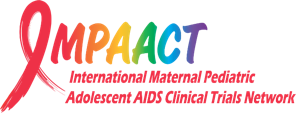 IMPAACT
International Maternal Pediatric
Adolescent AIDS Clinical Trials Network